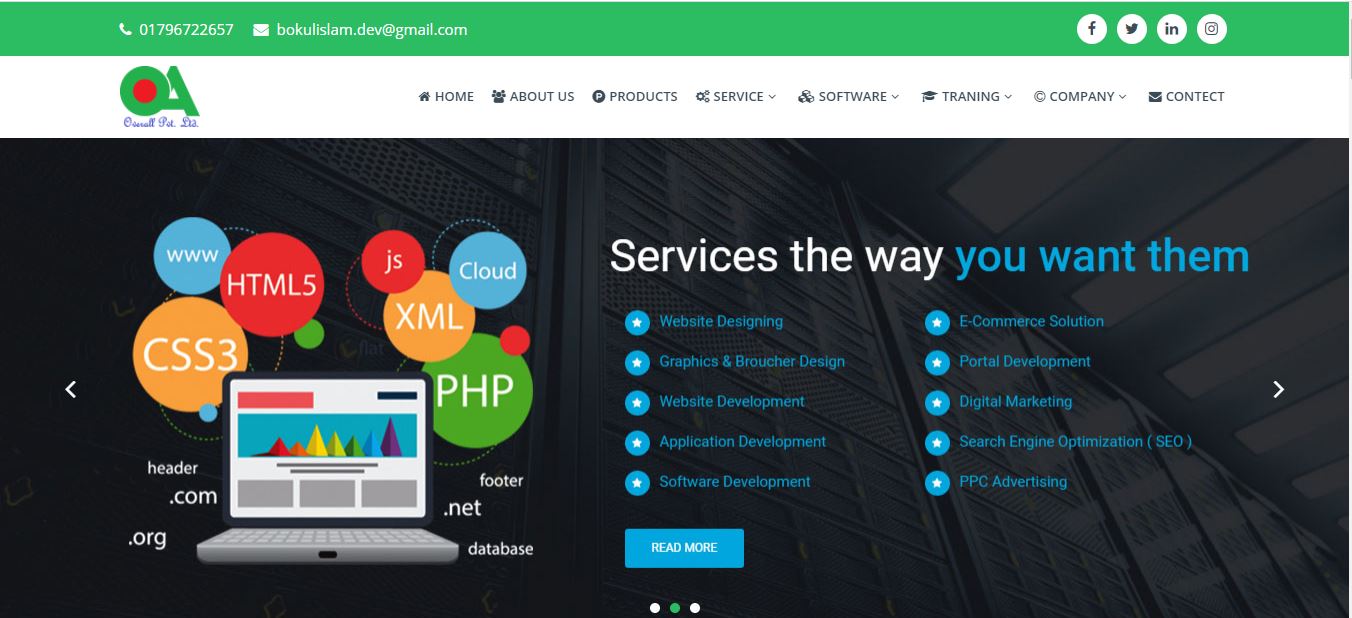 01796722657 bokulislam.dev@gmail.com
OA
Overall Pvt. Ltd.
HOME ABOUT US PRODUCTS SERVICE SOFTWARE TRANING COMPANY CONTECT
Services the way you want them
Website Designing
Graphics & Broucher Design
Website Development
Application Development
Software Development
E-Commerce Solution
Portal Development
Digital Marketing
Search Engine Optimization ( SEO )
PPC Advertising
READ MORE
www
HTML5
js
Cloud
XML
CSS3
PHP
flat
header
.com
.org
footer
.net
database